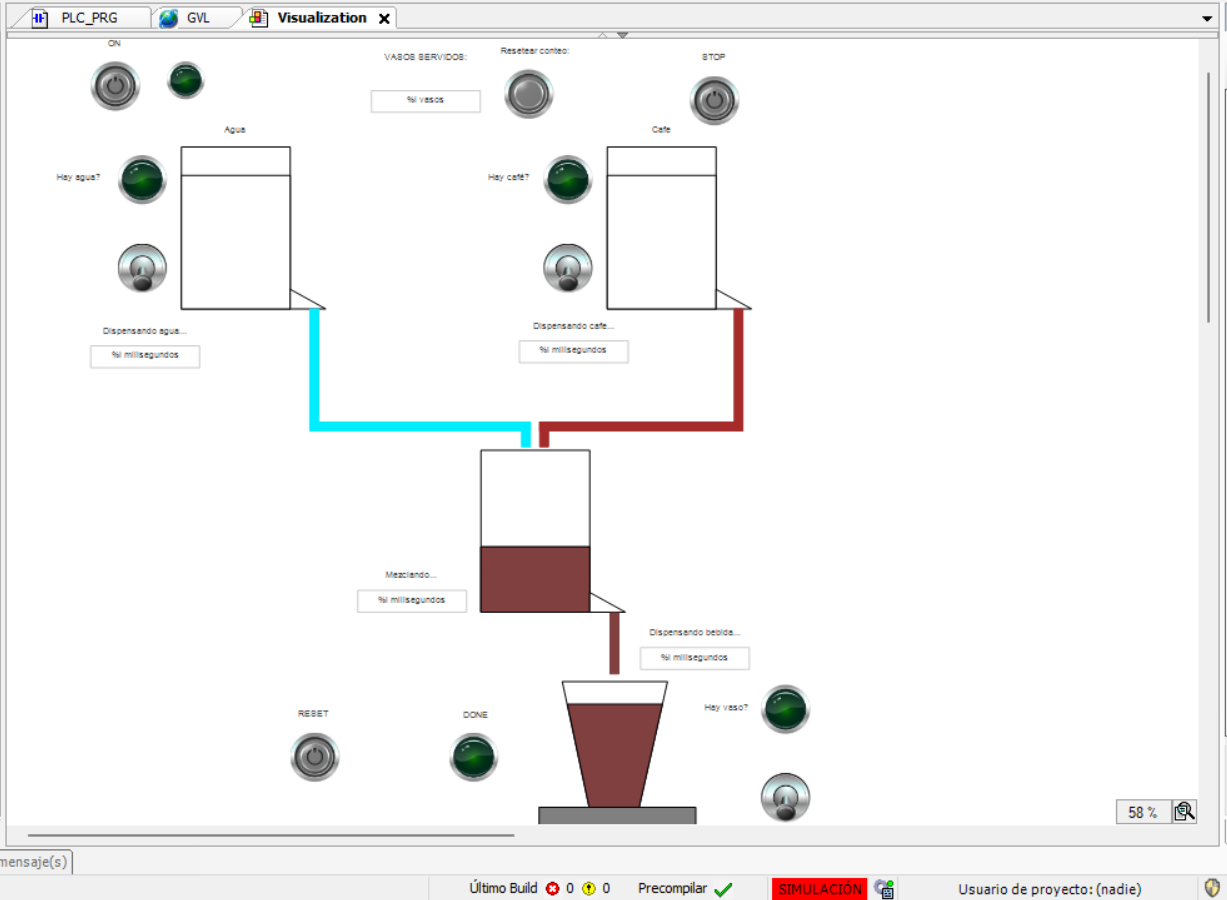 PLC_PRG
GVL
Visualization
ON
VASOS SERVIDOS:
Resetear conteo:
STOP
%i vasos
Agua
Cafe
Hay agua?
Hay café?
Dispensando agua...
Dispensando cafe...
%i milisegundos
%i milisegundos
Mezclando...
%i milisegundos
Dispensando bebida...
%i milisegundos
Hay vaso?
RESET
DONE
58 %
mensaje(s)
Último Build 0 0 Precompilar SIMULACIÓN Usuario de proyecto: (nadie)